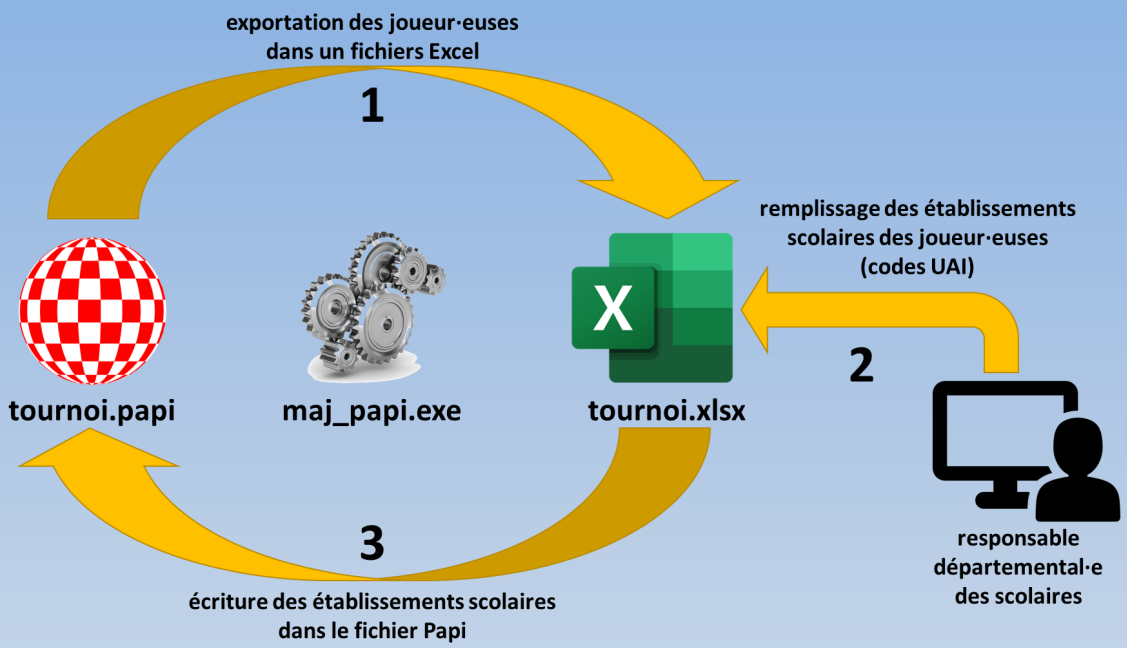 exportation des joueur·euses
dans un fichiers Excel
1
remplissage des établissements
scolaires des joueur·euses
(codes UAI)
X
2
tournoi.papi
maj_papi.exe
tournoi.xlsx
3
écriture des établissements scolaires
dans le fichier Papi
responsable
départemental·e
des scolaires